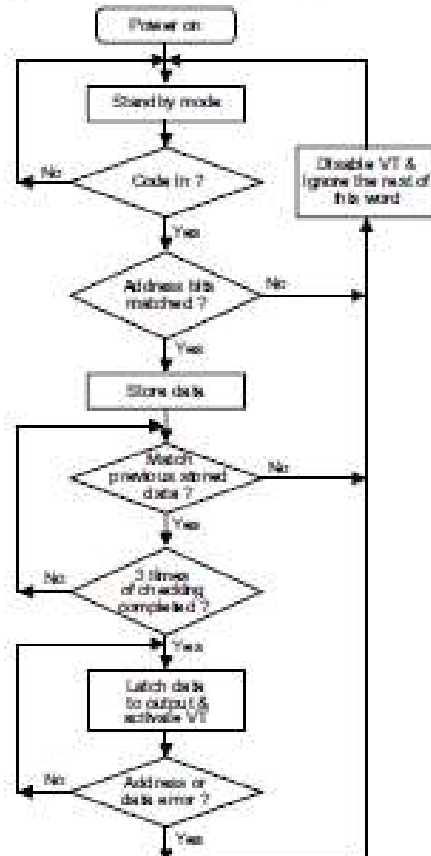 Power on
Standby mode
No
Code In ?
Disable VT &
Ignore the rest of
this word
Yes
Address bits
matched ?
No
Yes
Store data
Match
previous stored
data ?
No
Yes
No
3 times
of checking
completed ?
Yes
Latch data
to output &
activate VT
No
Address or
data error ?
Yes